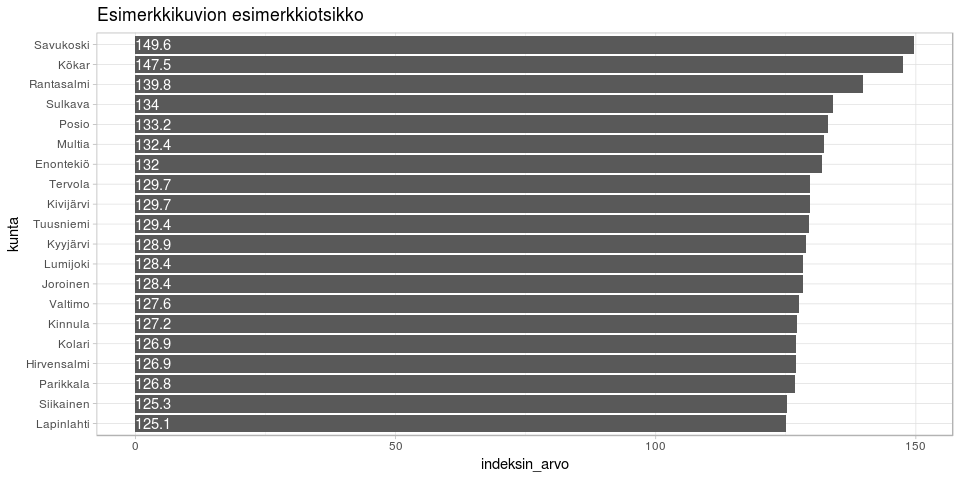 Esimerkkikuvion esimerkkiotsikko
Savukoski 149.6
Kökar 147.5
Rantasalmi 139.8
Sulkava 134
Posio 133.2
Multia 132.4
Enontekiö 132
Tervola 129.7
Kivijärvi 129.7
Tuusniemi 129.4
Kyyjärvi 128.9
Lumijoki 128.4
Joroinen 128.4
Valtimo 127.6
Kinnula 127.2
Kolari 126.9
Hirvensalmi 126.9
Parikkala 126.8
Siikainen 125.3
Lapinlahti 125.1
kunta
0 50 100 150
indeksin_arvo